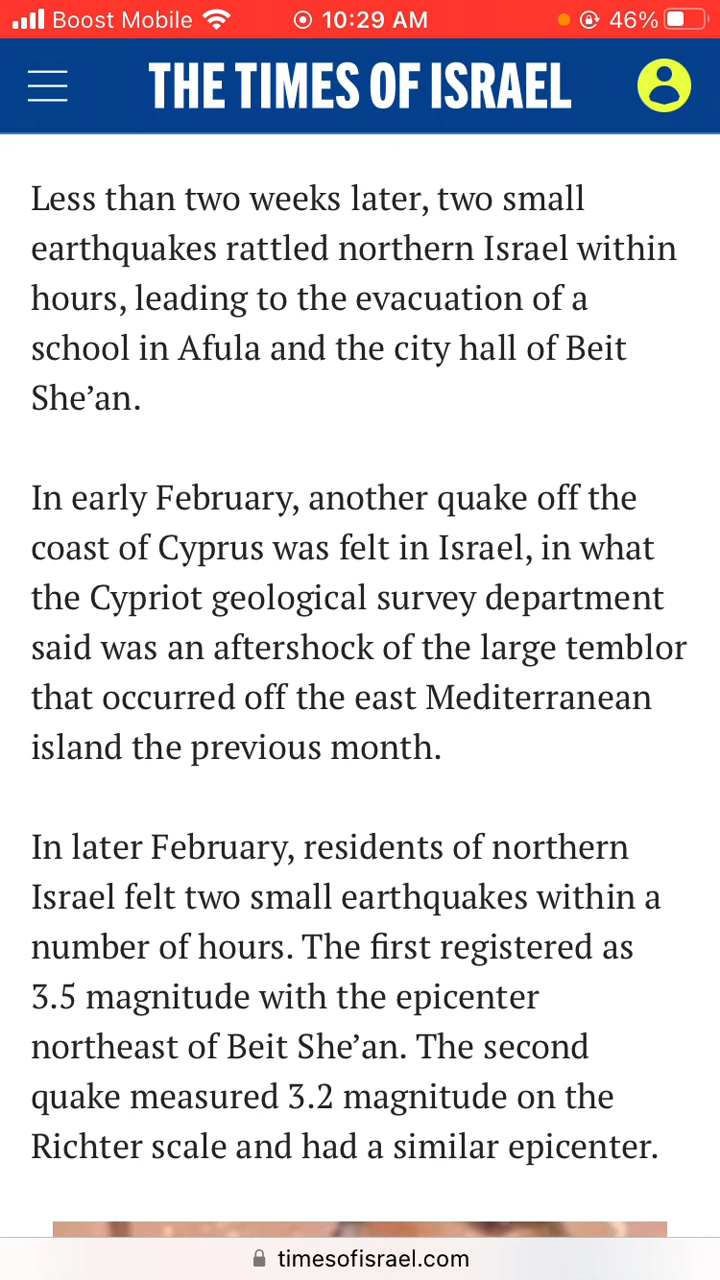 Boost Mobile 10:29 AM 46%
THE TIMES OF ISRAEL
Less than two weeks later, two small
earthquakes rattled northern Israel within
hours, leading to the evacuation of a
school in Afula and the city hall of Beit
She’an.
In early February, another quake off the
coast of Cyprus was felt in Israel, in what
the Cypriot geological survey department
said was an aftershock of the large temblor
that occurred off the east Mediterranean
island the previous month.
In later February, residents of northern
Israel felt two small earthquakes within a
number of hours. The first registered as
3.5 magnitude with the epicenter
northeast of Beit She’an. The second
quake measured 3.2 magnitude on the
Richter scale and had a similar epicenter.
timesofisrael.com